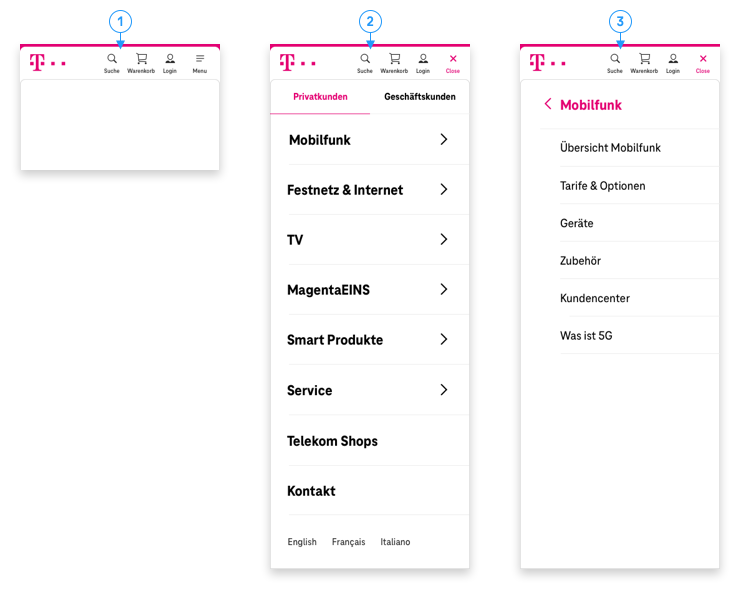 1
T
Suche Warenkorb Login Menu
2
T
Suche Warenkorb Login Close
Privatkunden Geschäftskunden
Mobilfunk
Festnetz & Internet
TV
MagentaEINS
Smart Produkte
Service
Telekom Shops
Kontakt
English Français Italiano
3
T
Suche Warenkorb Login Close
Mobilfunk
Übersicht Mobilfunk
Tarife & Optionen
Geräte
Zubehör
Kundencenter
Was ist 5G